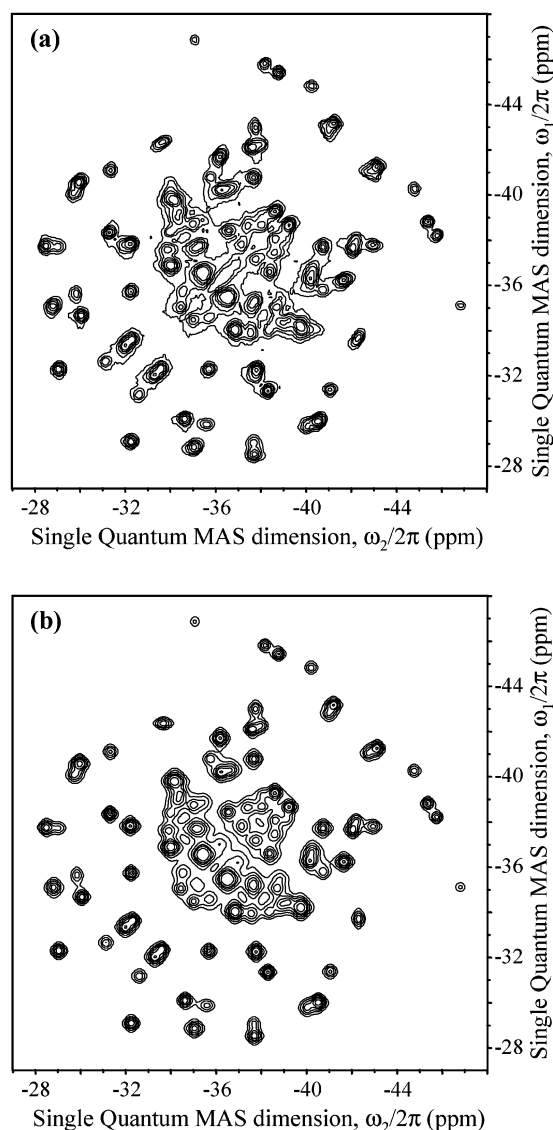 (a)
-44
-40
-36
-32
-28
Single Quantum MAS dimension, ω₁/2π (ppm)
-28 -32 -36 -40 -44
Single Quantum MAS dimension, ω₂/2π (ppm)
(b)
-44
-40
-36
-32
-28
Single Quantum MAS dimension, ω₁/2π (ppm)
-28 -32 -36 -40 -44
Single Quantum MAS dimension, ω₂/2π (ppm)